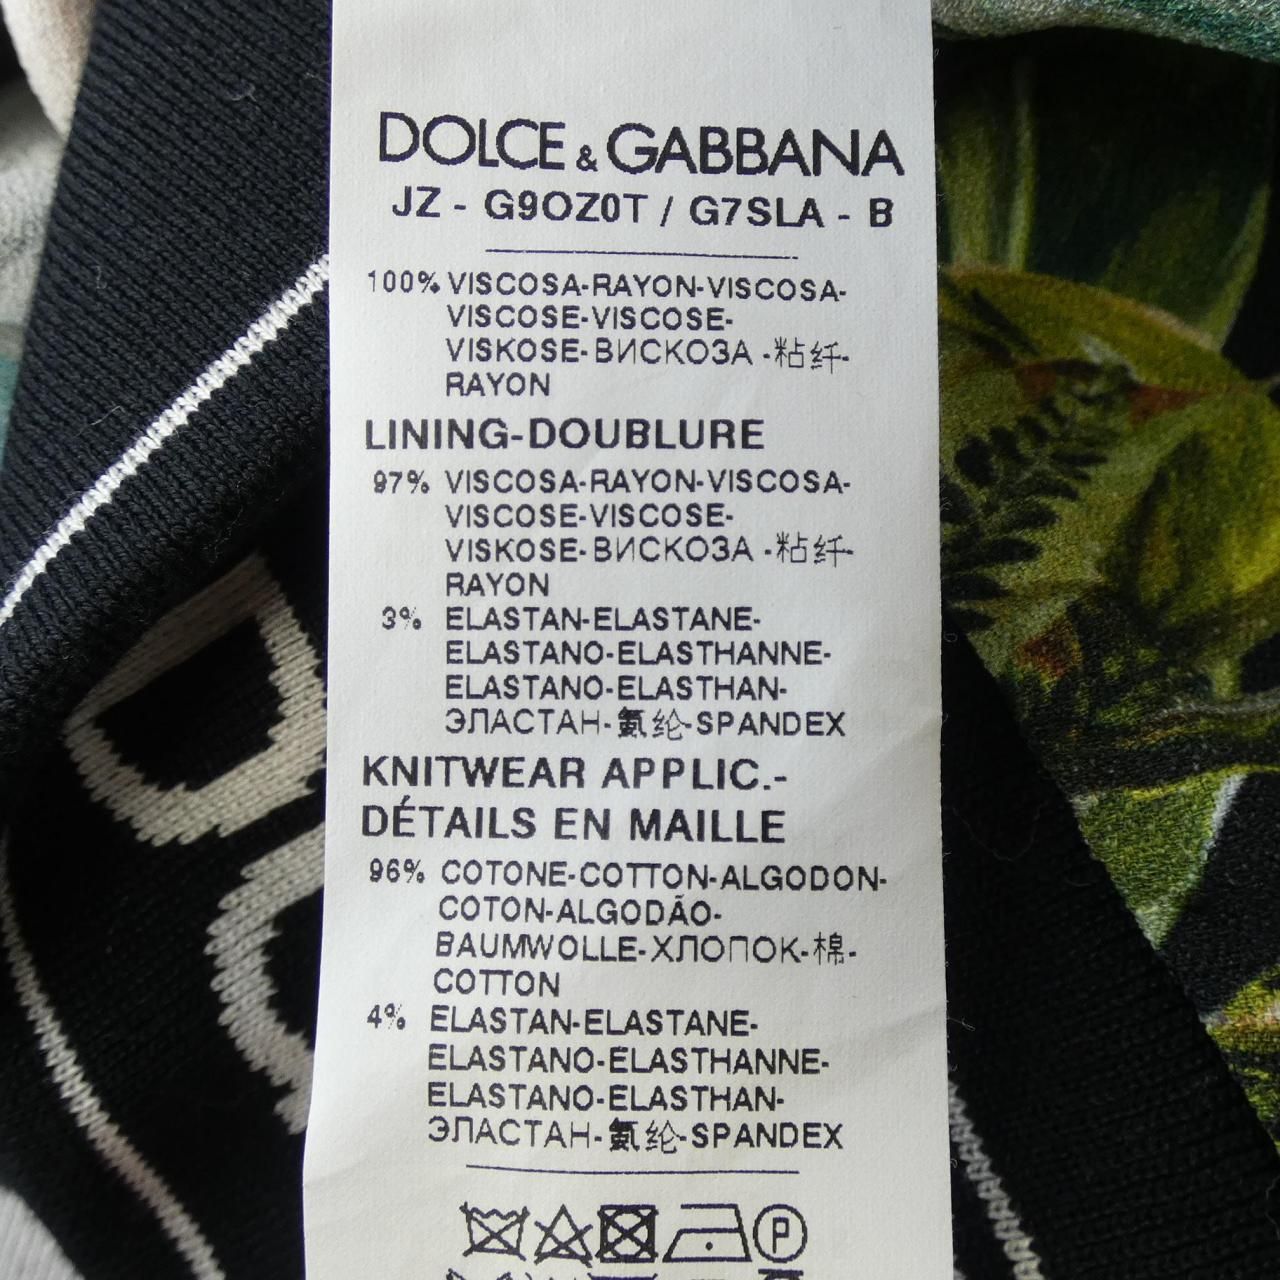 DOLCE & GABBANA
JZ - G9OZ0T / G7SLA - B
100% VISCOSA-RAYON-VISCOSA-
VISCOSE-VISCOSE-
VISKOSE-ВИСКОЗА -粘纤-
RAYON
LINING-DOUBLURE
97% VISCOSA-RAYON-VISCOSA-
VISCOSE-VISCOSE-
VISKOSE-ВИСКОЗА -粘纤-
RAYON
3% ELASTAN-ELASTANE-
ELASTANO-ELASTHANNE-
ELASTANO-ELASTHAN-
ЭЛАСТАН-氨纶-SPANDEX
KNITWEAR APPLIC.-
DÉTAILS EN MAILLE
96% COTONE-COTTON-ALGODON-
COTON-ALGODÃO-
BAUMWOLLE-ХЛОПОК-棉-
COTTON
4% ELASTAN-ELASTANE-
ELASTANO-ELASTHANNE-
ELASTANO-ELASTHAN-
ЭЛАСТАН-氨纶-SPANDEX
P